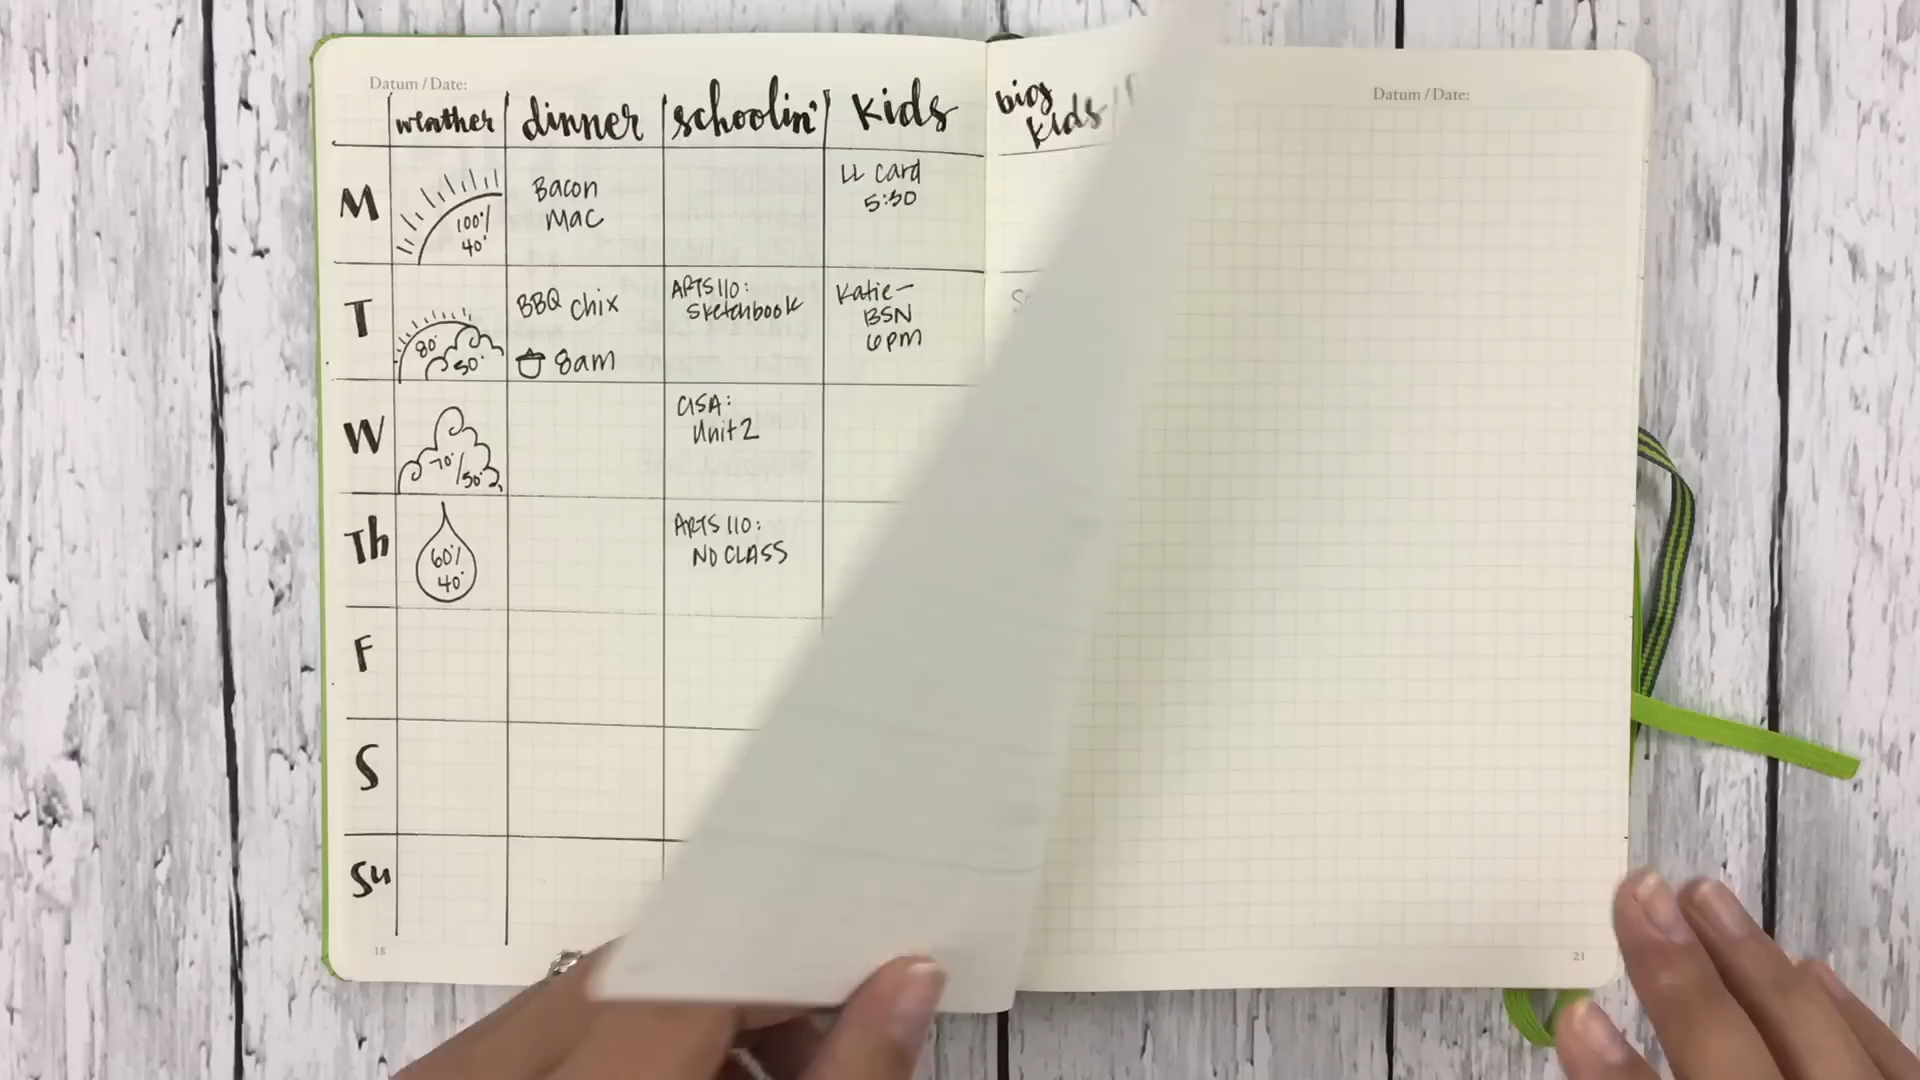 Datum / Date:
Datum / Date:
weather dinner schoolin' kids big
kids/
M
100°/
40°
Bacon
Mac
LL card
5:30
T
80°
50°
BBQ chix
8am
ARTS 110:
Sketchbook
Katie-
BSN
6pm
W
70°/
50°
Unit 2
Th
60°/
40°
ARTS 110:
NO CLASS
F
S
Su
18
21